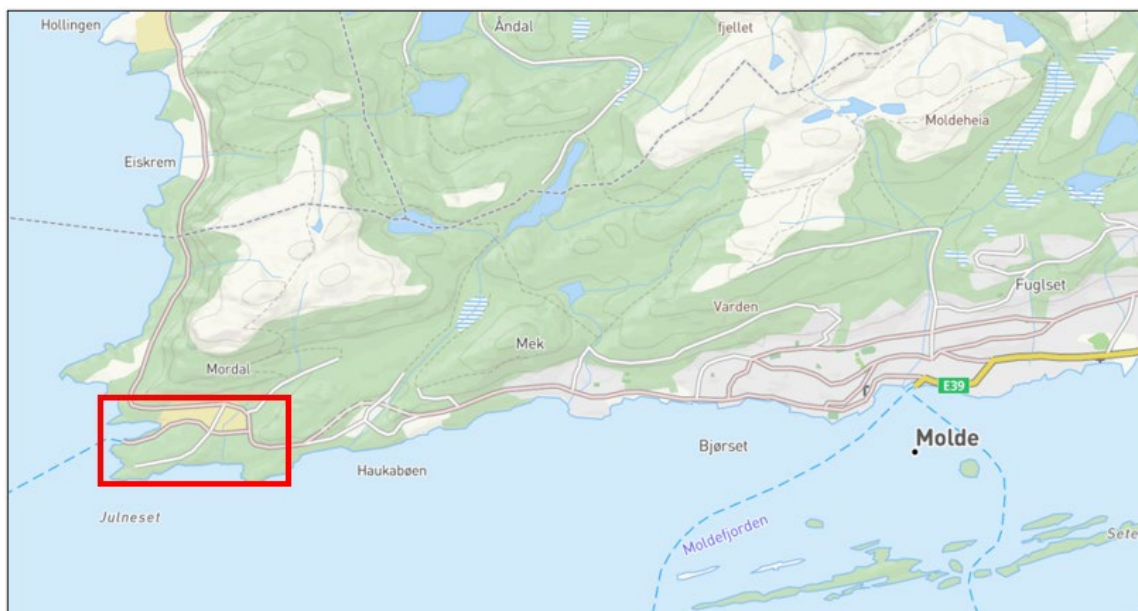 Hollingen
Åndal
fjellet
Moldeheia
Eiskrem
Fuglset
Varden
Mek
Mordal
E39
Molde
Bjørset
Haukabøen
Julneset
Moldefjorden
Sete